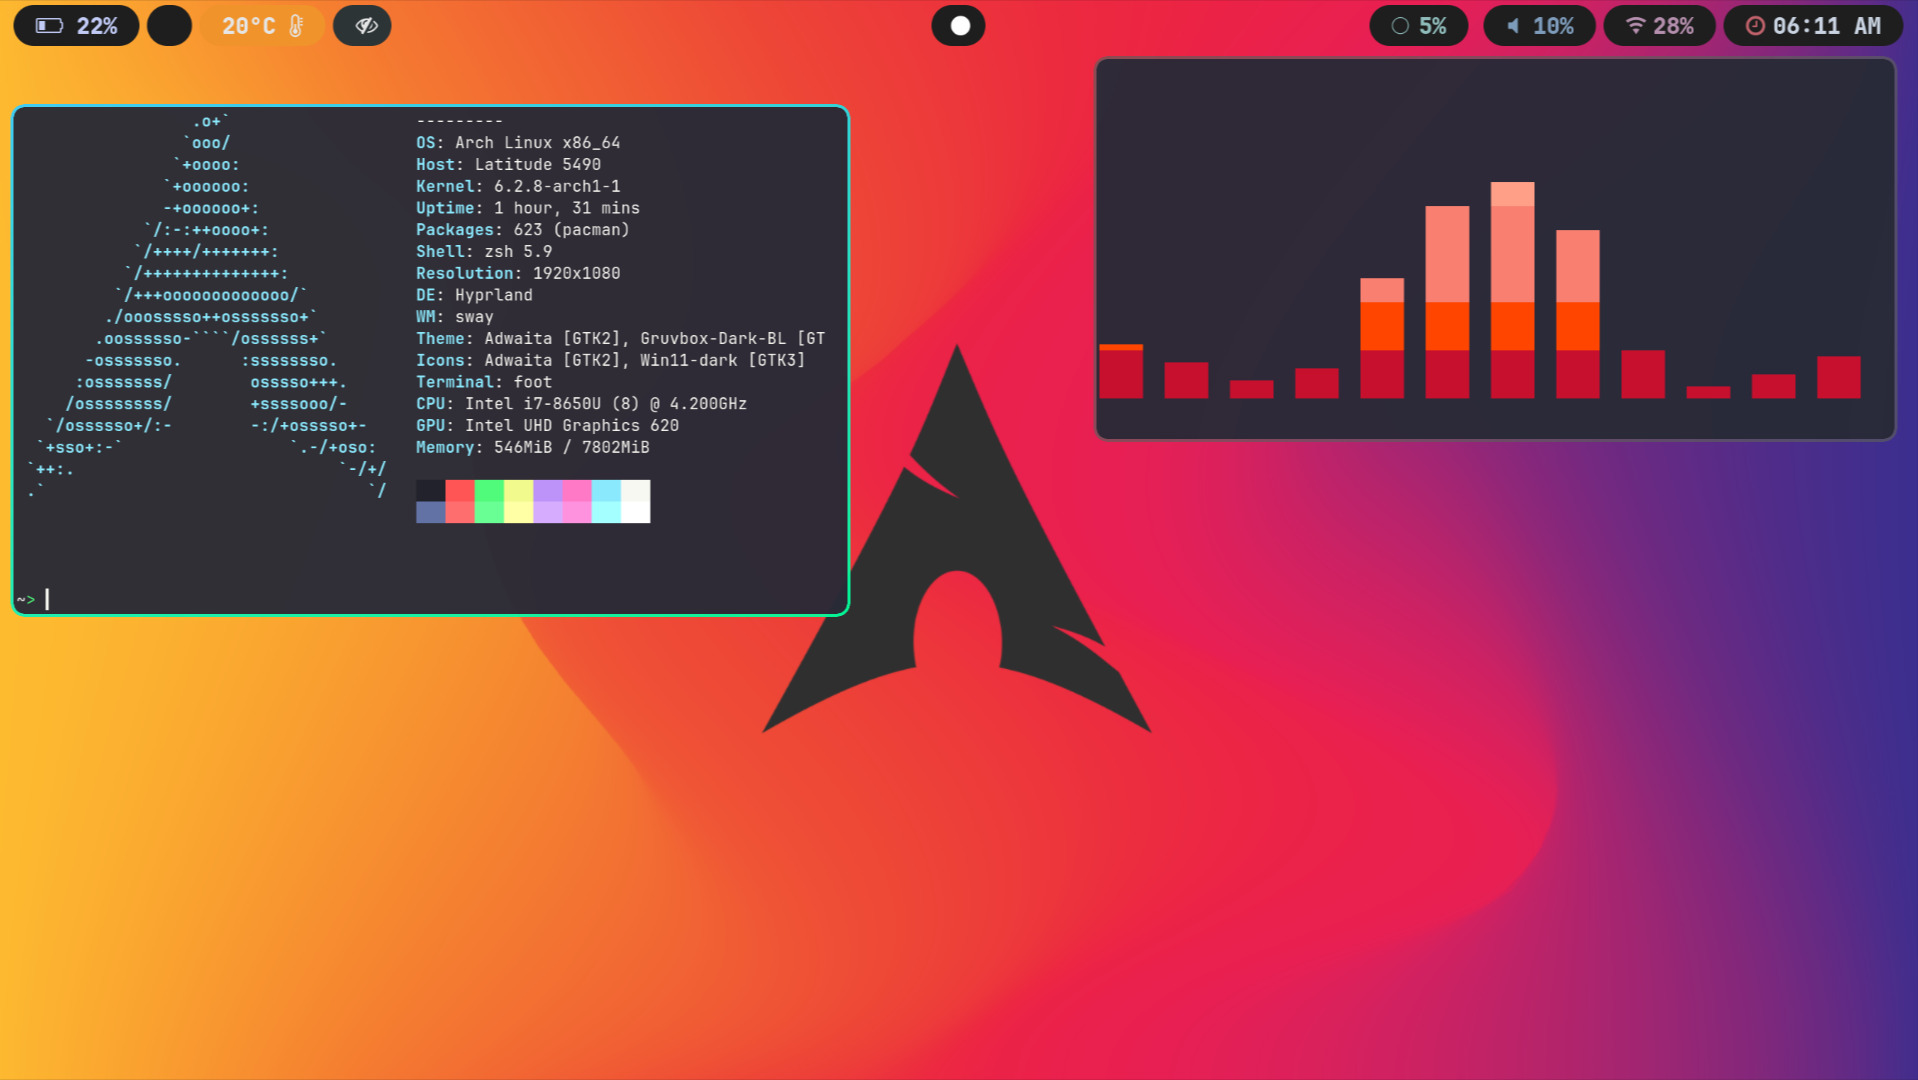 22%
20°C
5%
10%
28%
06:11 AM
                 .o+`
                `ooo/
               `+oooo:
              `+oooooo:
              -+oooooo+:
            `/:-:++oooo+:
           `/++++/+++++++:
          `/++++++++++++++:
         `/+++ooooooooooooo/`
        ./ooosssso++osssssso+`
       .oossssso-````/ossssss+`
      -osssssso.      :ssssssso.
     :osssssss/        osssso+++.
    /ossssssss/        +ssssooo/-
  `/ossssso+/:-        -:/+osssso+-
 `+sso+:-`                 `.-/+oso:
`++:.                           `-/+/
.`                                 `/
---------
OS: Arch Linux x86_64
Host: Latitude 5490
Kernel: 6.2.8-arch1-1
Uptime: 1 hour, 31 mins
Packages: 623 (pacman)
Shell: zsh 5.9
Resolution: 1920x1080
DE: Hyprland
WM: sway
Theme: Adwaita [GTK2], Gruvbox-Dark-BL [GT
Icons: Adwaita [GTK2], Win11-dark [GTK3]
Terminal: foot
CPU: Intel i7-8650U (8) @ 4.200GHz
GPU: Intel UHD Graphics 620
Memory: 546MiB / 7802MiB
~>